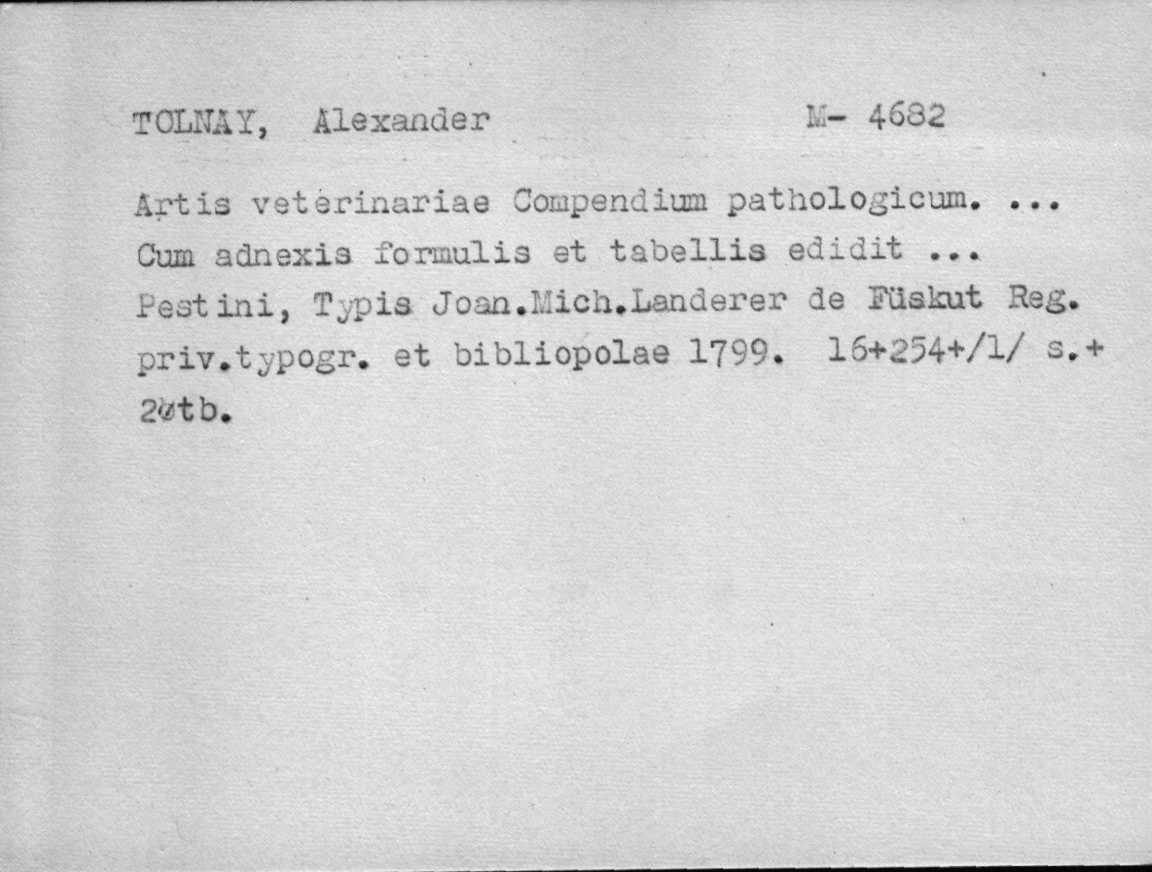 TOLNAY, Alexander M- 4682
Artis veterinariae Compendium pathologicum. ...
Cum adnexis formulis et tabellis edidit ...
Pestini, Typis Joan.Mich.Landerer de Füskut Reg.
priv.typogr. et bibliopolae 1799. 16+254+/1/ s.+
tb.